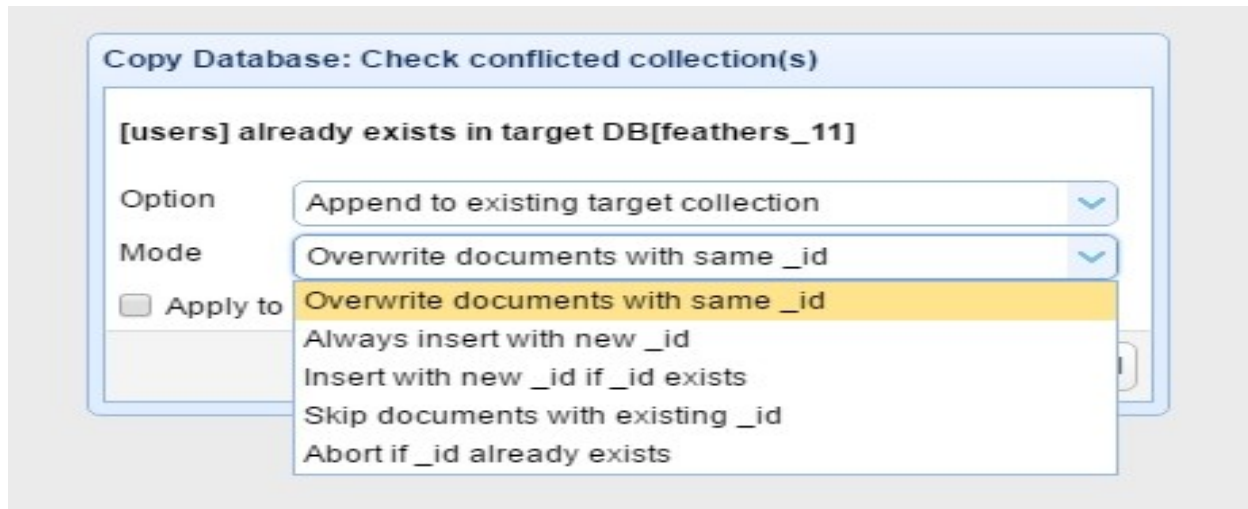 Copy Database: Check conflicted collection(s)
[users] already exists in target DB[feathers_11]
Option Append to existing target collection
Mode Overwrite documents with same _id
Apply to Overwrite documents with same _id
Always insert with new _id
Insert with new _id if _id exists
Skip documents with existing _id
Abort if _id already exists